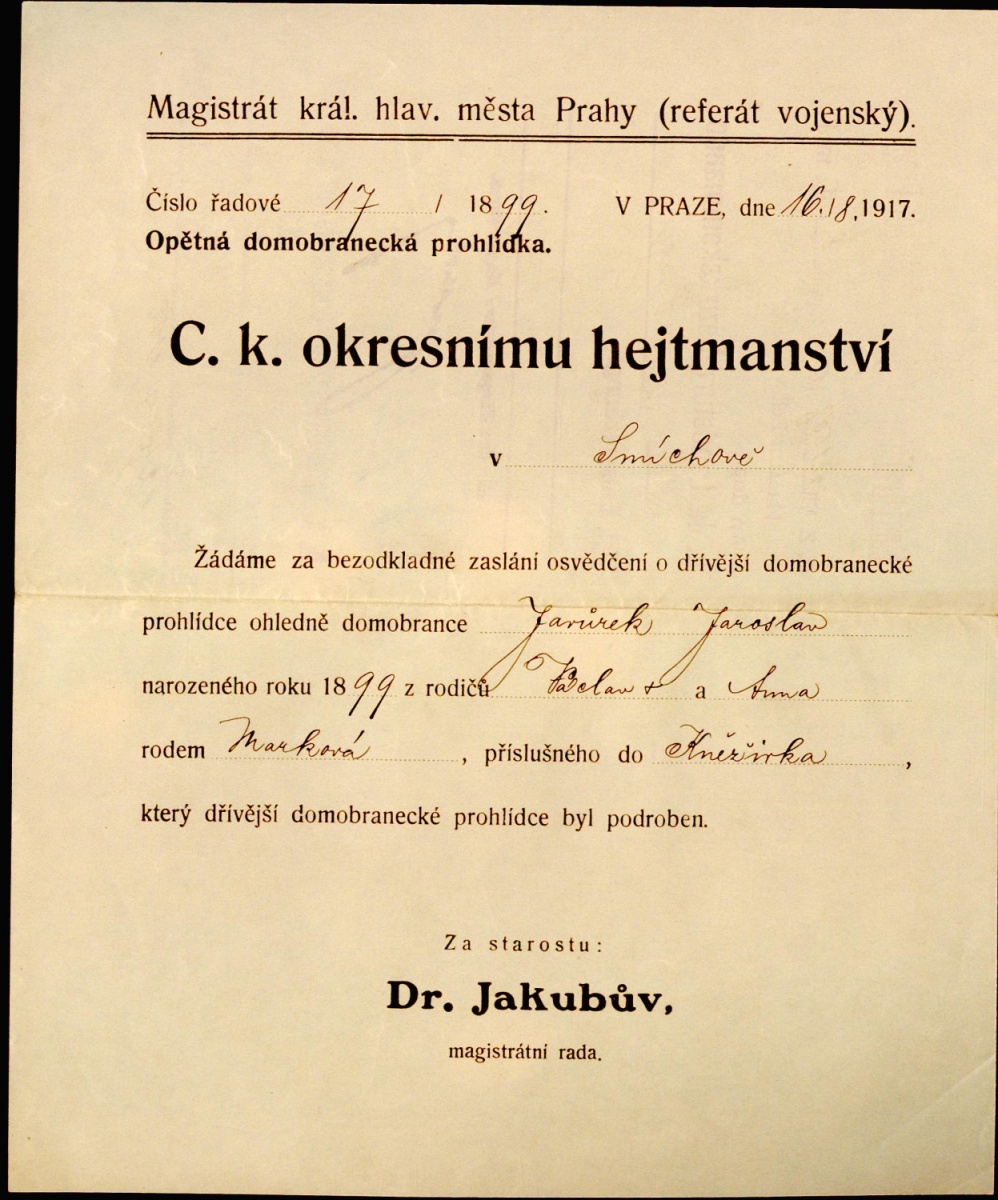 Magistrát král. hlav. města Prahy (referát vojenský).
Číslo řadové 17 / 1899. V PRAZE, dne 16./8, 1917.
Opětná domobranecká prohlídka.
C. k. okresnímu hejtmanství
v Smíchově
Žádáme za bezodkladné zaslání osvědčení o dřívější domobranecké
prohlídce ohledně domobrance Javůrek Jaroslav
narozeného roku 1899 z rodičů Václav a Anna
rodem Marková, příslušného do
který dřívější domobranecké prohlídce byl podroben.
Za starostu:
Dr. Jakubův,
magistrátní rada.